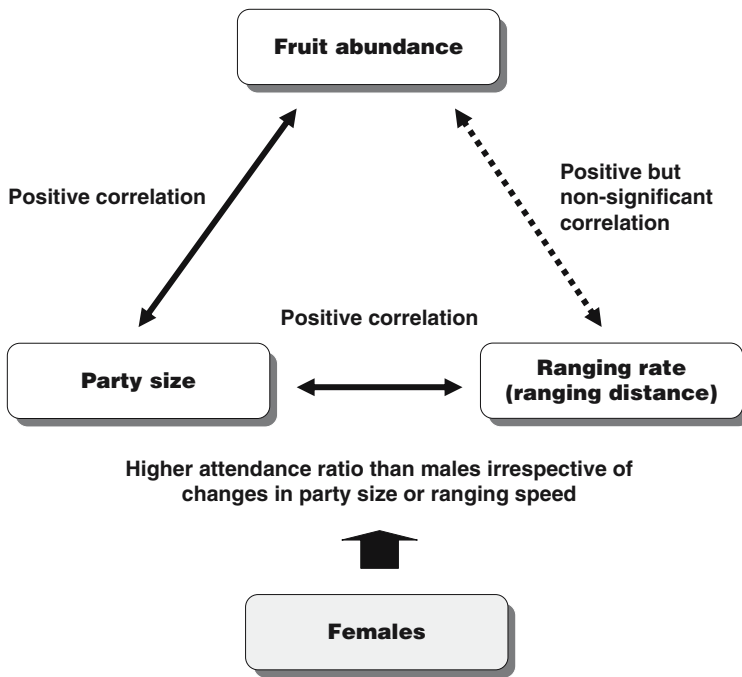 Fruit abundance
Positive correlation
Positive but
non-significant
correlation
Positive correlation
Party size
Ranging rate
(ranging distance)
Higher attendance ratio than males irrespective of
changes in party size or ranging speed
Females